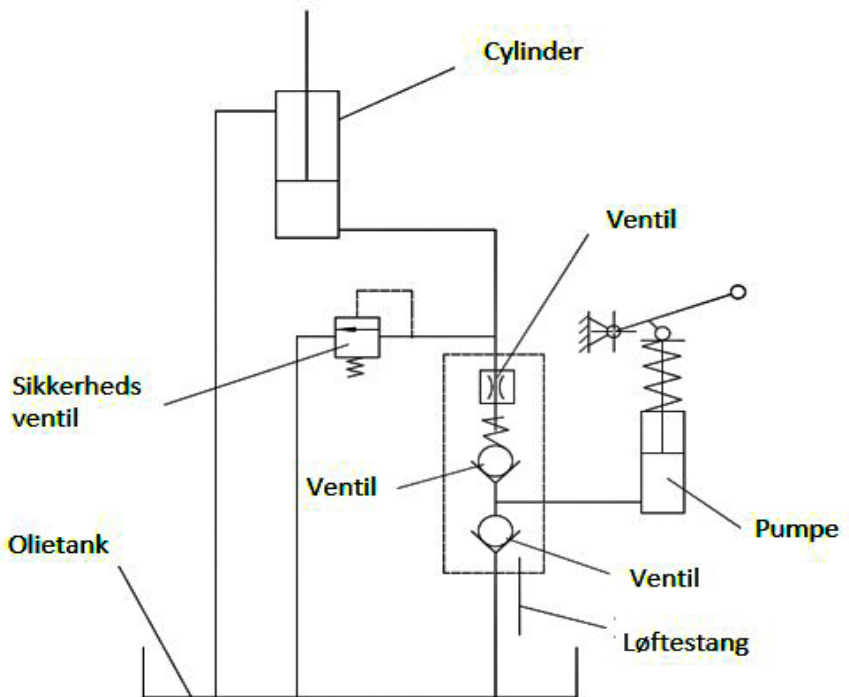 Cylinder
Ventil
Sikkerheds
ventil
Ventil
Pumpe
Olietank
Ventil
Løftestang